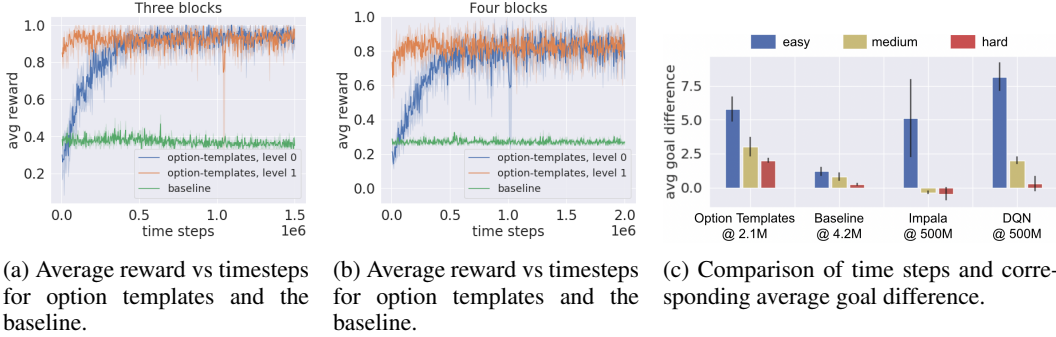 Three blocks
1.0
0.8
0.6
0.4
0.2
avg reward
option-templates, level 0
option-templates, level 1
baseline
0.0
0.5
1.0
1.5
time steps
1e6
Four blocks
1.0
0.8
0.6
0.4
0.2
0.0
avg reward
option-templates, level 0
option-templates, level 1
baseline
0.0
0.5
1.0
1.5
2.0
time steps
1e6
easy
medium
hard
7.5
5.0
2.5
0.0
avg goal difference
Option Templates
@ 2.1M
Baseline
@ 4.2M
Impala
@ 500M
DQN
@ 500M
(a) Average reward vs timesteps
for option templates and the
baseline.
(b) Average reward vs timesteps
for option templates and the
baseline.
(c) Comparison of time steps and corre-
sponding average goal difference.